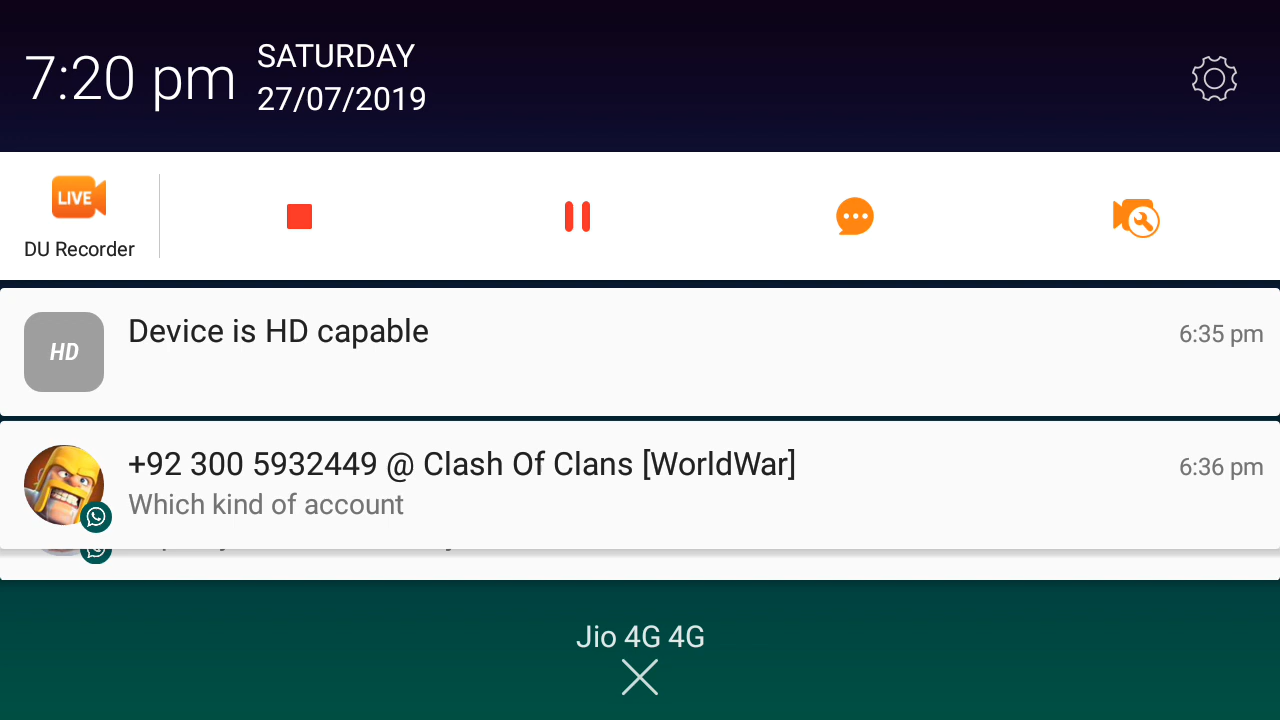 7:20 pm
SATURDAY
27/07/2019
LIVE
DU Recorder
HD
Device is HD capable
6:35 pm
+92 300 5932449 @ Clash Of Clans [WorldWar]
6:36 pm
Which kind of account
Jio 4G 4G